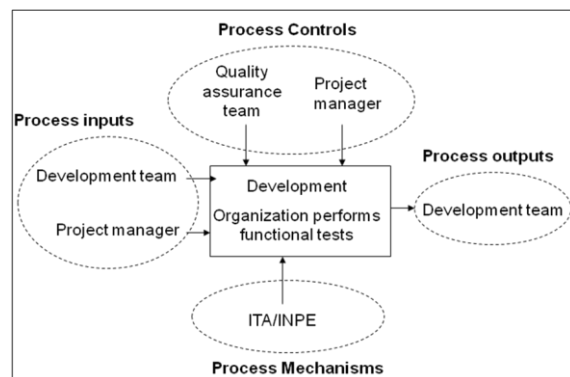 Process Controls
Quality
assurance
team
Project
manager
Process inputs
Development team
Project manager
Development
Organization performs
functional tests
Process outputs
Development team
ITA/INPE
Process Mechanisms